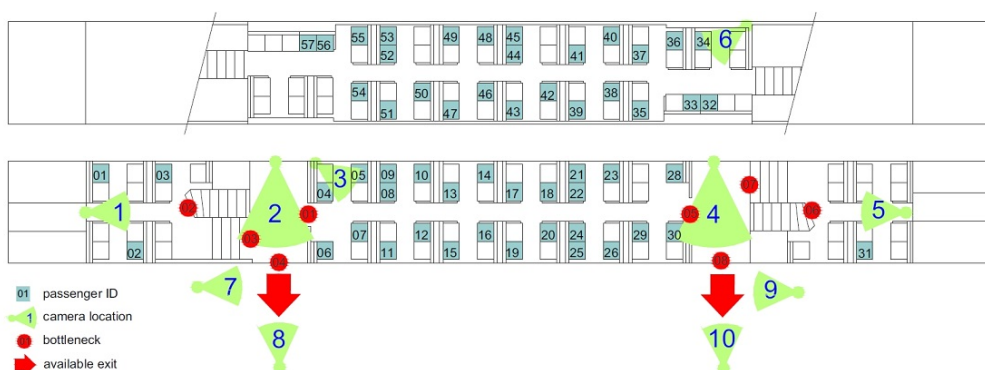 55 53 49 48 45 40 36 34 6
57 56 52 44 41 37
54 50 46 42 38 33 32
51 47 43 39 35
01 03 05 09 10 14 21 23 28
04 3 08 13 17 18 22
1 2 4 5
07 12 16 20 24 29 30
02 06 11 15 19 25 26 31
7 9
8 10
01 passenger ID
1 camera location
bottleneck
available exit